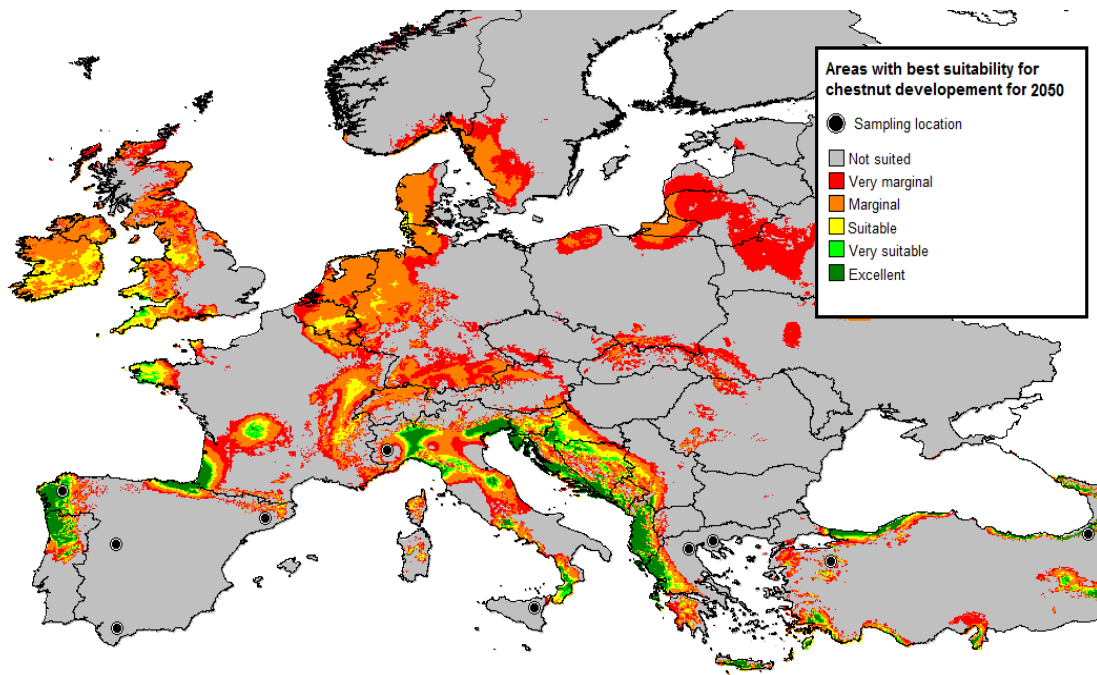 Areas with best suitability for
chestnut developement for 2050
Sampling location
Not suited
Very marginal
Marginal
Suitable
Very suitable
Excellent